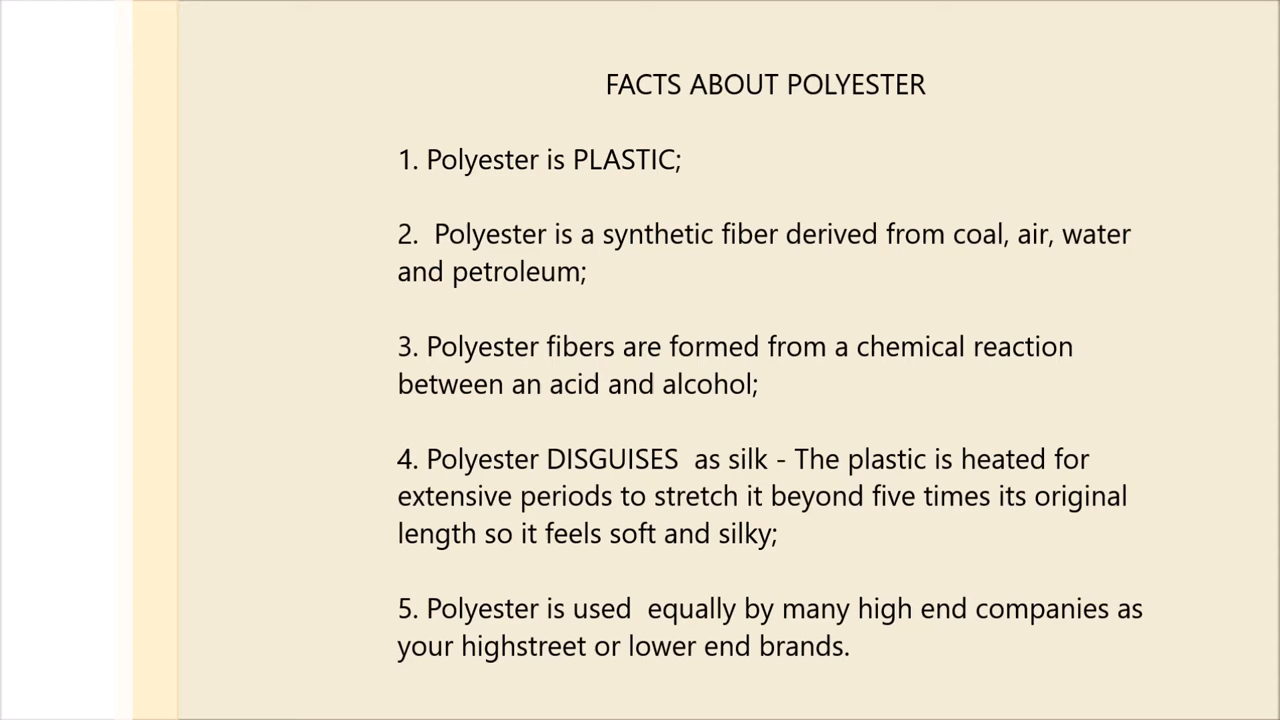 FACTS ABOUT POLYESTER
1. Polyester is PLASTIC;
2.  Polyester is a synthetic fiber derived from coal, air, water
and petroleum;
3. Polyester fibers are formed from a chemical reaction
between an acid and alcohol;
4. Polyester DISGUISES  as silk - The plastic is heated for
extensive periods to stretch it beyond five times its original
length so it feels soft and silky;
5. Polyester is used  equally by many high end companies as
your highstreet or lower end brands.